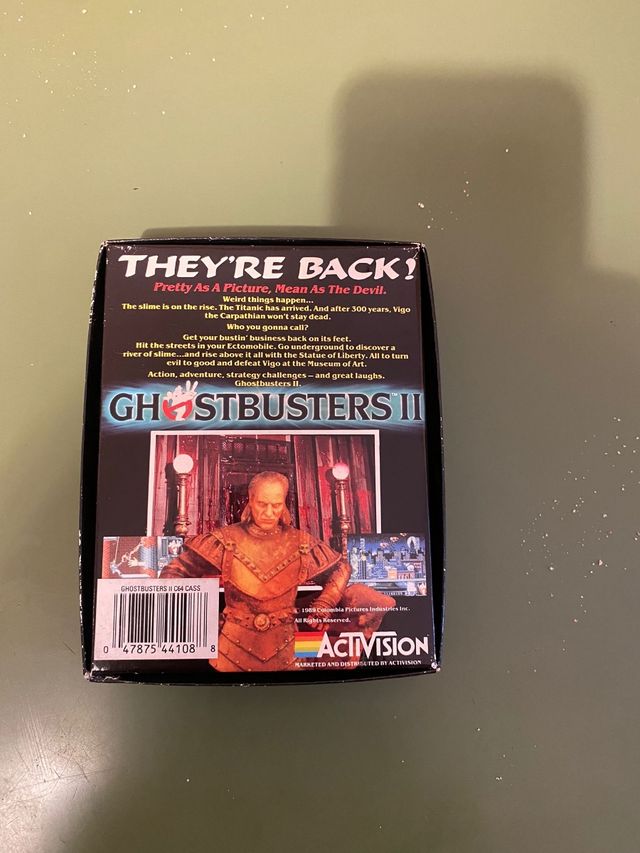 THEY'RE BACK!
Pretty As A Picture, Mean As The Devil.
Weird things happen...
The slime is on the rise. The Titanic has arrived. And after 300 years, Vigo
the Carpathian won't stay dead.
Who you gonna call?
Get your bustin' business back on its feet.
Hit the streets in your Ectomobile. Go underground to discover a
river of slime...and rise above it all with the Statue of Liberty. All to turn
evil to good and defeat Vigo at the Museum of Art.
Action, adventure, strategy challenges – and great laughs.
Ghostbusters II.
GHOSTBUSTERS II
GHOSTBUSTERS II C64 CASS
0 47875 44108 8
1989 Columbia Pictures Industries Inc.
All Rights Reserved.
ACTIVISION
MARKETED AND DISTRIBUTED BY ACTIVISION